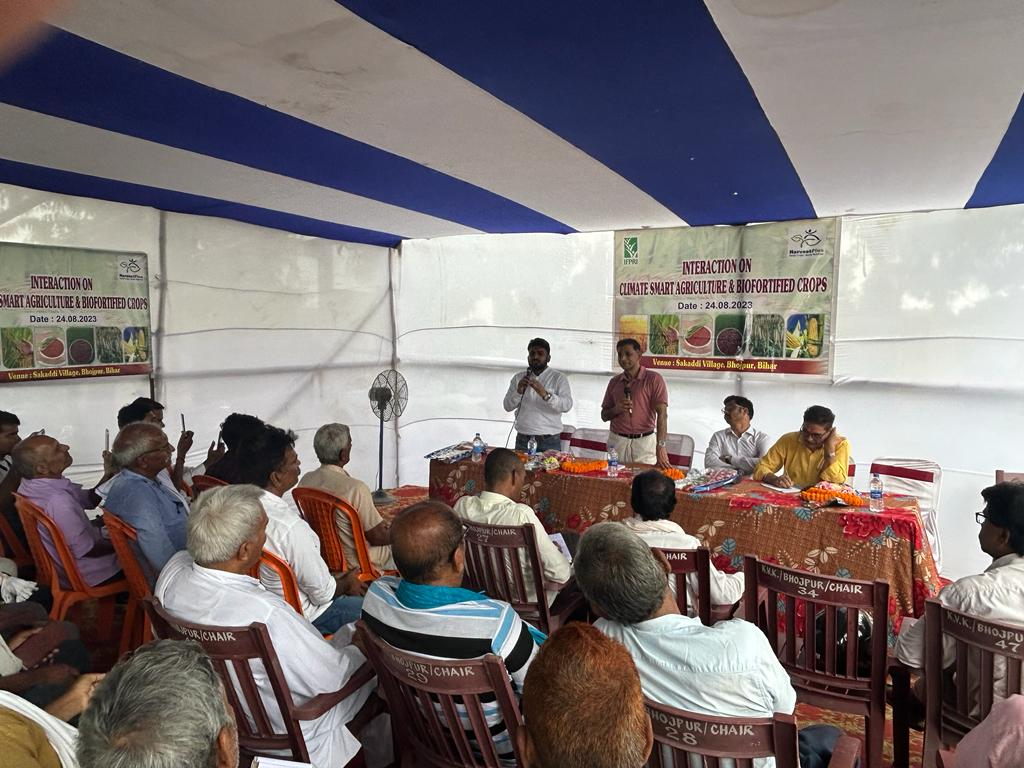 HarvestPlus
INTERACTION ON
SMART AGRICULTURE & BIOFORTIFIED CROPS
Date : 24.08.2023
Venue : Sakaddi Village, Bhojpur, Bihar
IFPRI
HarvestPlus
INTERACTION ON
CLIMATE SMART AGRICULTURE & BIOFORTIFIED CROPS
Date : 24.08.2023
Venue : Sakaddi Village, Bhojpur, Bihar
27
K.V.K./BHOJPUR/CHAIR
34
K.V.K./BHOJPUR
47
JPUR/CHAIR
BHOJPUR/CHAIR
20
BHOJPUR/CHAIR
28